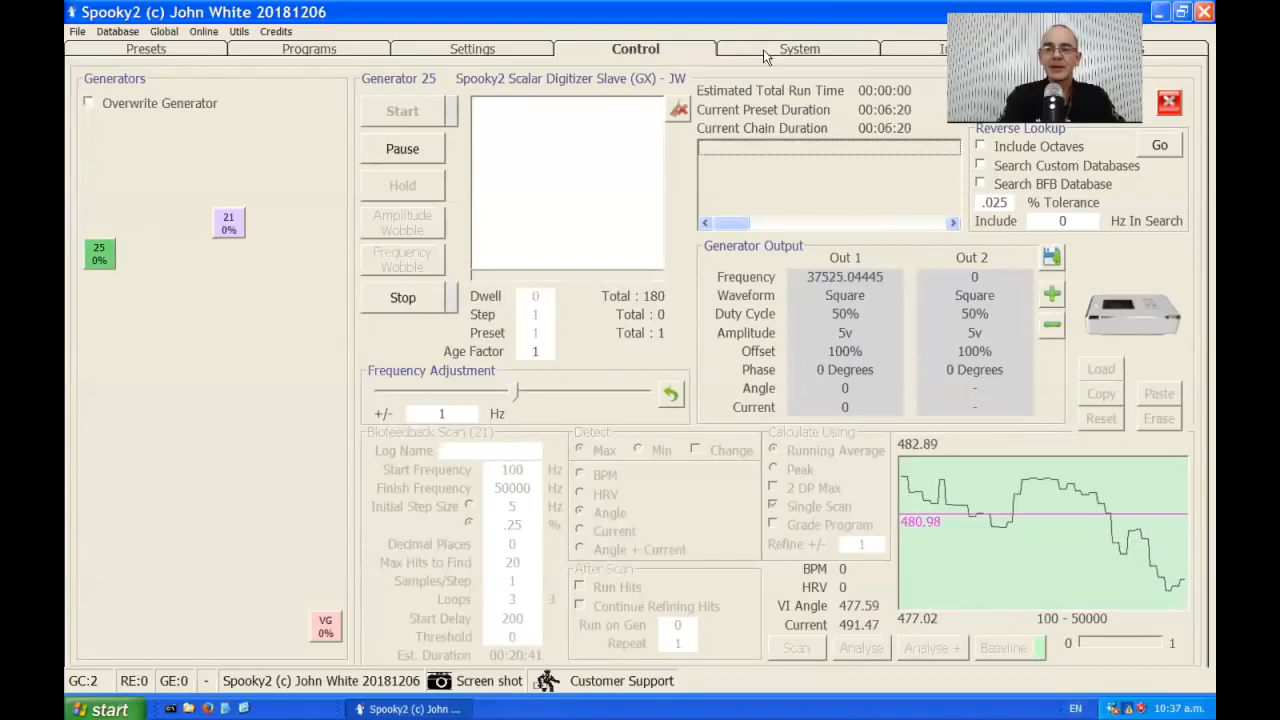 Spooky2 (c) John White 20181206
File Database Global Online Utils Credits
Presets Programs Settings Control System
Generators
Overwrite Generator
21
0%
25
0%
VG
0%
Generator 25 Spooky2 Scalar Digitizer Slave (GX) - JW
Start
Pause
Hold
Amplitude
Wobble
Frequency
Wobble
Stop
Dwell 0 Total : 180
Step 1 Total : 0
Preset 1 Total : 1
Age Factor 1
Frequency Adjustment
+/- 1 Hz
Estimated Total Run Time 00:00:00
Current Preset Duration 00:06:20
Current Chain Duration 00:06:20
Reverse Lookup
Include Octaves Go
Search Custom Databases
Search BFB Database
.025 % Tolerance
Include 0 Hz In Search
Generator Output
Out 1 Out 2
Frequency 37525.04445 0
Waveform Square Square
Duty Cycle 50% 50%
Amplitude 5v 5v
Offset 100% 100%
Phase 0 Degrees 0 Degrees
Angle 0 -
Current 0 -
Load
Copy Paste
Reset Erase
Biofeedback Scan (21)
Log Name
Start Frequency 100 Hz
Finish Frequency 50000 Hz
Initial Step Size 5 Hz
.25 %
Decimal Places 0
Max Hits to Find 20
Samples/Step 1
Loops 3 3
Start Delay 200
Threshold 0
Est. Duration 00:20:41
Detect
Max Min Change
BPM
HRV
Angle
Current
Angle + Current
After Scan
Run Hits
Continue Refining Hits
Run on Gen 0
Repeat 1
Calculate Using
Running Average
Peak
2 DP Max
Single Scan
Grade Program
Refine +/- 1
BPM 0
HRV 0
VI Angle 477.59
Current 491.47
482.89
480.98
477.02 100 - 50000
Scan Analyse Analyse + Baseline 0 1
GC:2 RE:0 GE:0 - Spooky2 (c) John White 20181206 Screen shot Customer Support
start Spooky2 (c) John White ... EN 10:37 a.m.